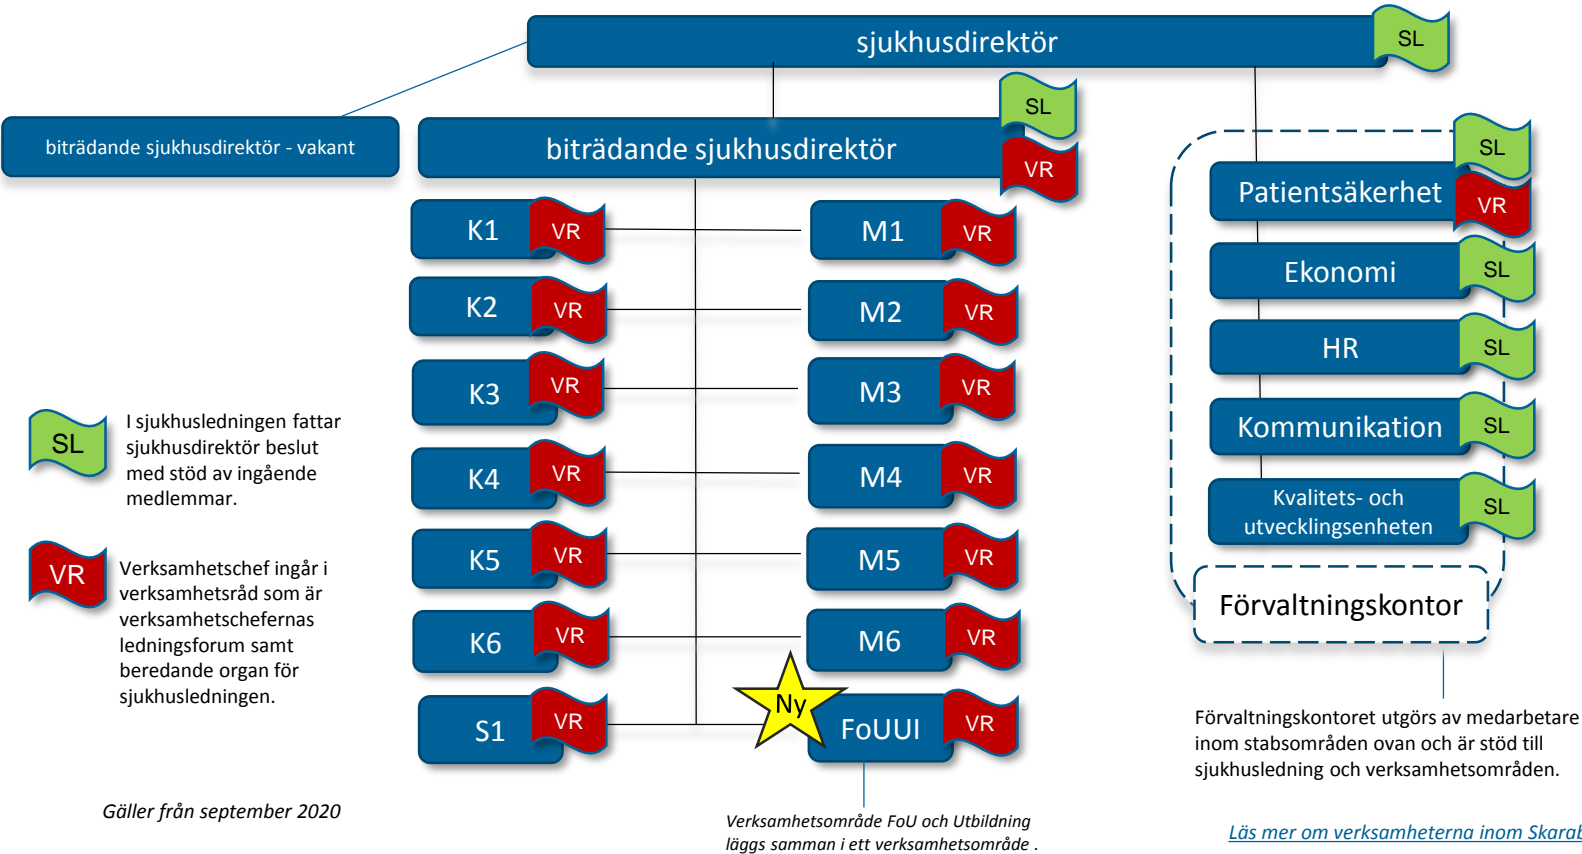 sjukhusdirektör
SL
biträdande sjukhusdirektör - vakant
biträdande sjukhusdirektör
SL
VR
K1
VR
M1
VR
K2
VR
M2
VR
K3
VR
M3
VR
K4
VR
M4
VR
K5
VR
M5
VR
K6
VR
M6
VR
S1
VR
Ny
FoUUI
VR
SL
Patientsäkerhet
VR
Ekonomi
SL
HR
SL
Kommunikation
SL
Kvalitets- och
utvecklingsenheten
SL
Förvaltningskontor
SL
I sjukhusledningen fattar
sjukhusdirektör beslut
med stöd av ingående
medlemmar.
VR
Verksamhetschef ingår i
verksamhetsråd som är
verksamhetschefernas
ledningsforum samt
beredande organ för
sjukhusledningen.
Gäller från september 2020
Verksamhetsområde FoU och Utbildning
läggs samman i ett verksamhetsområde .
Förvaltningskontoret utgörs av medarbetare
inom stabsområden ovan och är stöd till
sjukhusledning och verksamhetsområden.
Läs mer om verksamheterna inom Skarab